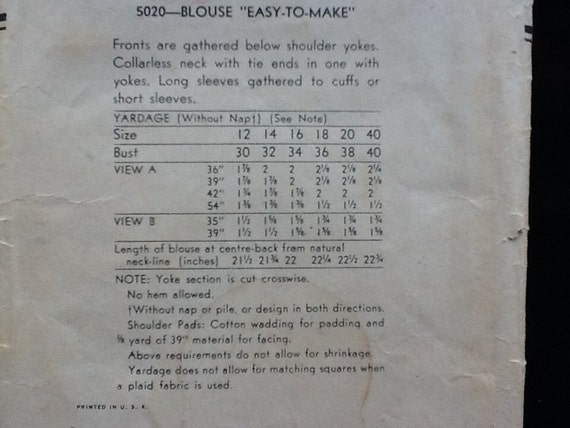 5020—BLOUSE "EASY-TO-MAKE"
Fronts are gathered below shoulder yokes.
Collarless neck with tie ends in one with
yokes. Long sleeves gathered to cuffs or
short sleeves.
YARDAGE (Without Nap†) (See Note)
Size 12 14 16 18 20 40
Bust 30 32 34 36 38 40
VIEW A 36" 1⅞ 2 2 2⅛ 2⅛ 2¼
39" 1⅞ 1⅞ 2 2⅛ 2⅛ 2⅛
42" 1¾ 1⅞ 1⅞ 2 2 2
54" 1⅜ 1⅜ 1⅜ 1½ 1½ 1½
VIEW B 35" 1½ 1⅝ 1⅝ 1¾ 1¾ 1¾
39" 1½ 1½ 1⅝ 1⅝ 1⅝ 1⅝
Length of blouse at centre-back from natural
neck-line (inches) 21½ 21¾ 22 22¼ 22½ 22¾
NOTE: Yoke section is cut crosswise.
No hem allowed.
†Without nap or pile, or design in both directions.
Shoulder Pads: Cotton wadding for padding and
yard of 39" material for facing.
Above requirements do not allow for shrinkage.
Yardage does not allow for matching squares when
a plaid fabric is used.
PRINTED IN U. S. A.